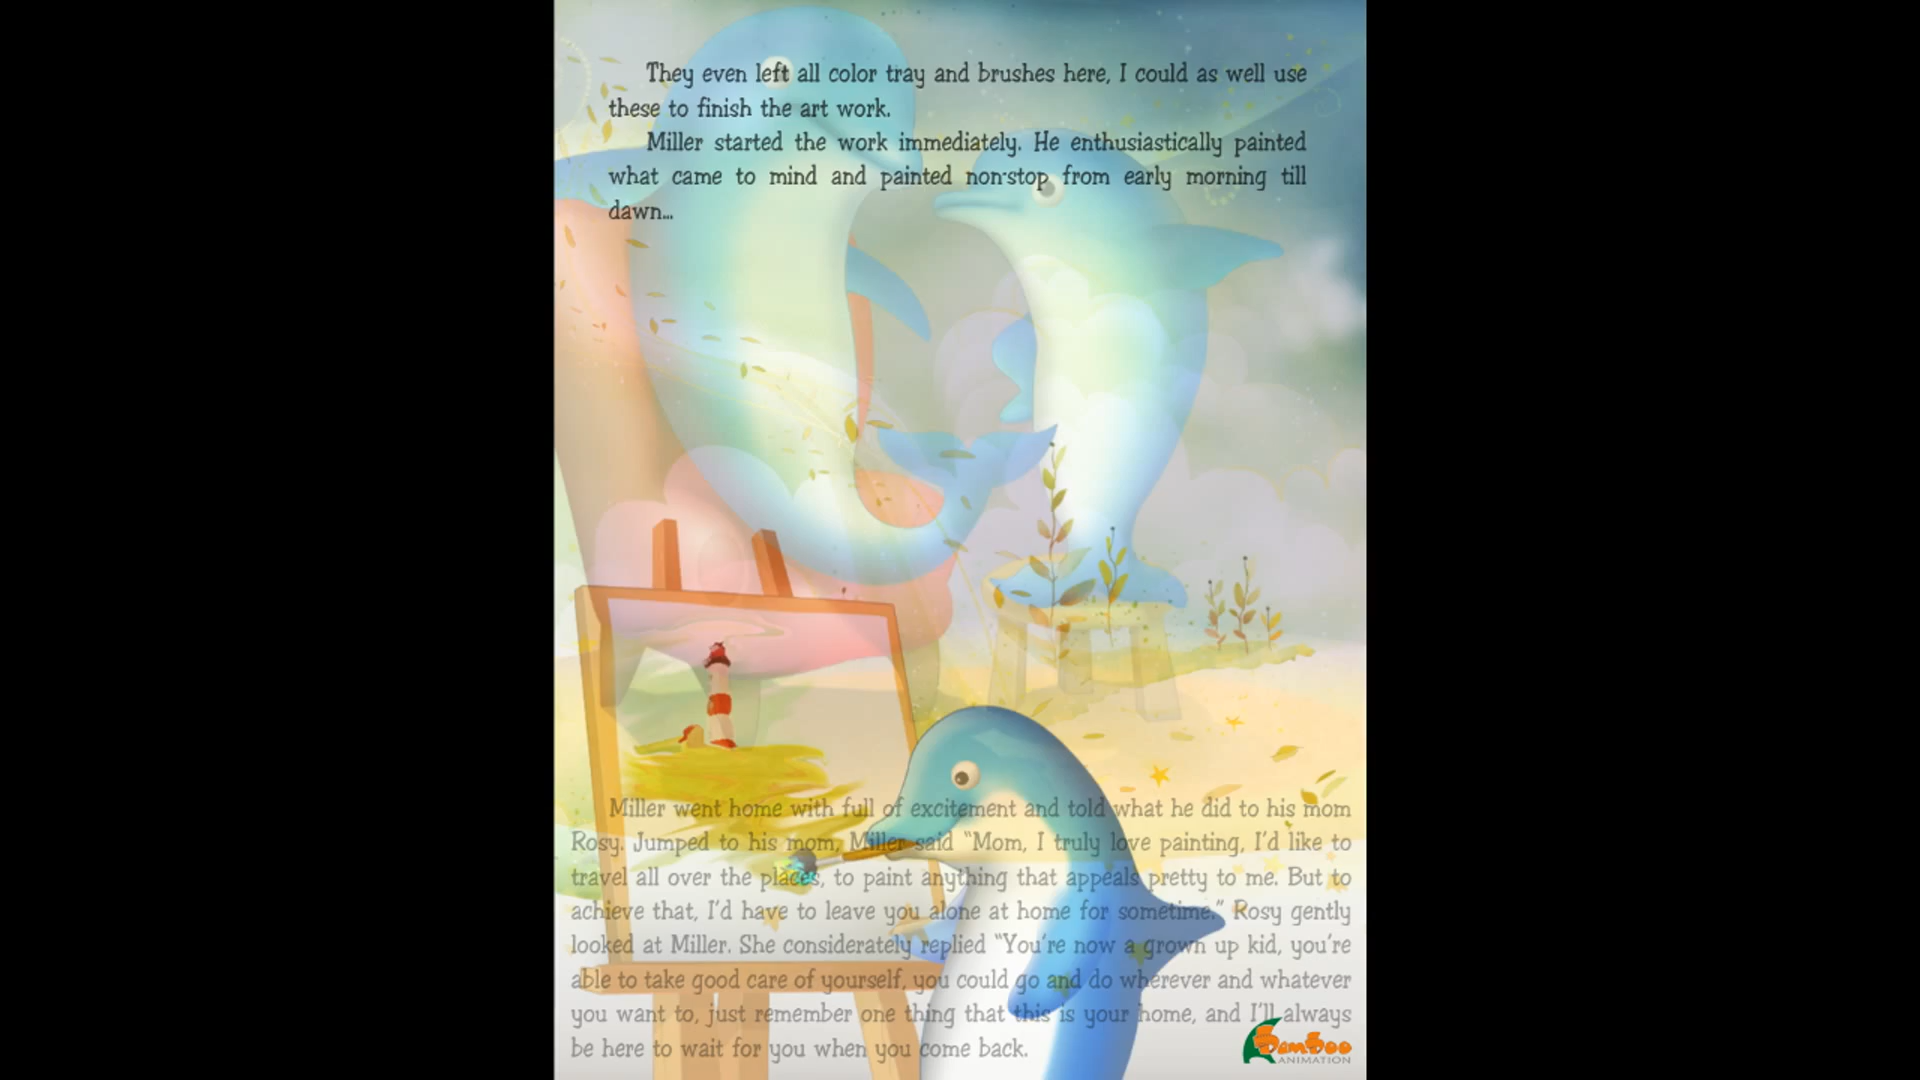 They even left all color tray and brushes here, I could as well use
these to finish the art work.
Miller started the work immediately. He enthusiastically painted
what came to mind and painted non-stop from early morning till
dawn...
Miller went home with full of excitement and told what he did to his mom
Rosy. Jumped to his mom, Miller said “Mom, I truly love painting, I’d like to
travel all over the places, to paint anything that appeals pretty to me. But to
achieve that, I’d have to leave you alone at home for sometime.” Rosy gently
looked at Miller. She considerately replied “You’re now a grown up kid, you’re
able to take good care of yourself, you could go and do wherever and whatever
you want to, just remember one thing that this is your home, and I’ll always
be here to wait for you when you come back.
BamBoo
ANIMATION